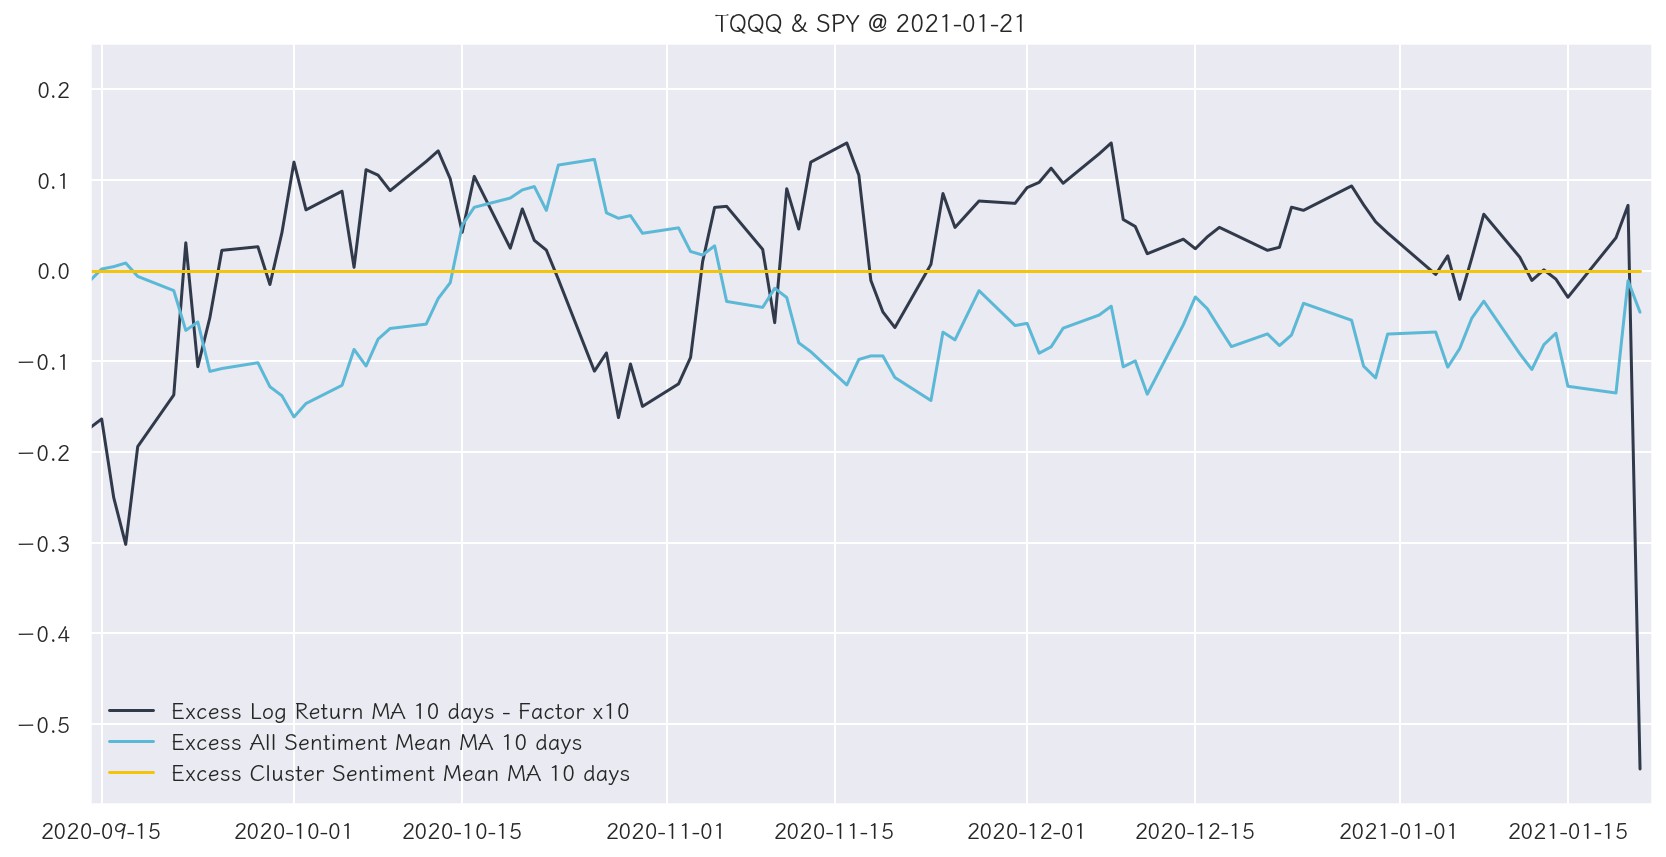 TQQQ & SPY @ 2021-01-21
0.2
0.1
0.0
−0.1
−0.2
−0.3
−0.4
−0.5
Excess Log Return MA 10 days - Factor x10
Excess All Sentiment Mean MA 10 days
Excess Cluster Sentiment Mean MA 10 days
2020-09-15 2020-10-01 2020-10-15 2020-11-01 2020-11-15 2020-12-01 2020-12-15 2021-01-01 2021-01-15